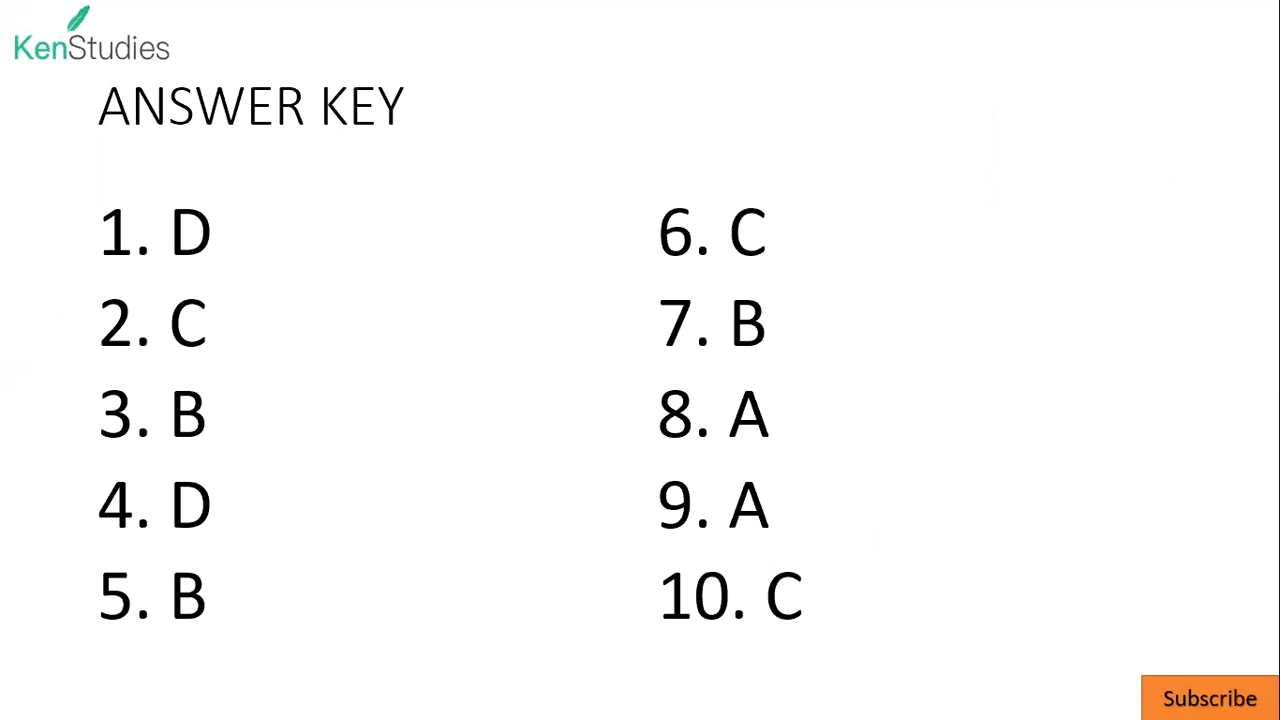 KenStudies
ANSWER KEY
1. D
2. C
3. B
4. D
5. B
6. C
7. B
8. A
9. A
10. C
Subscribe